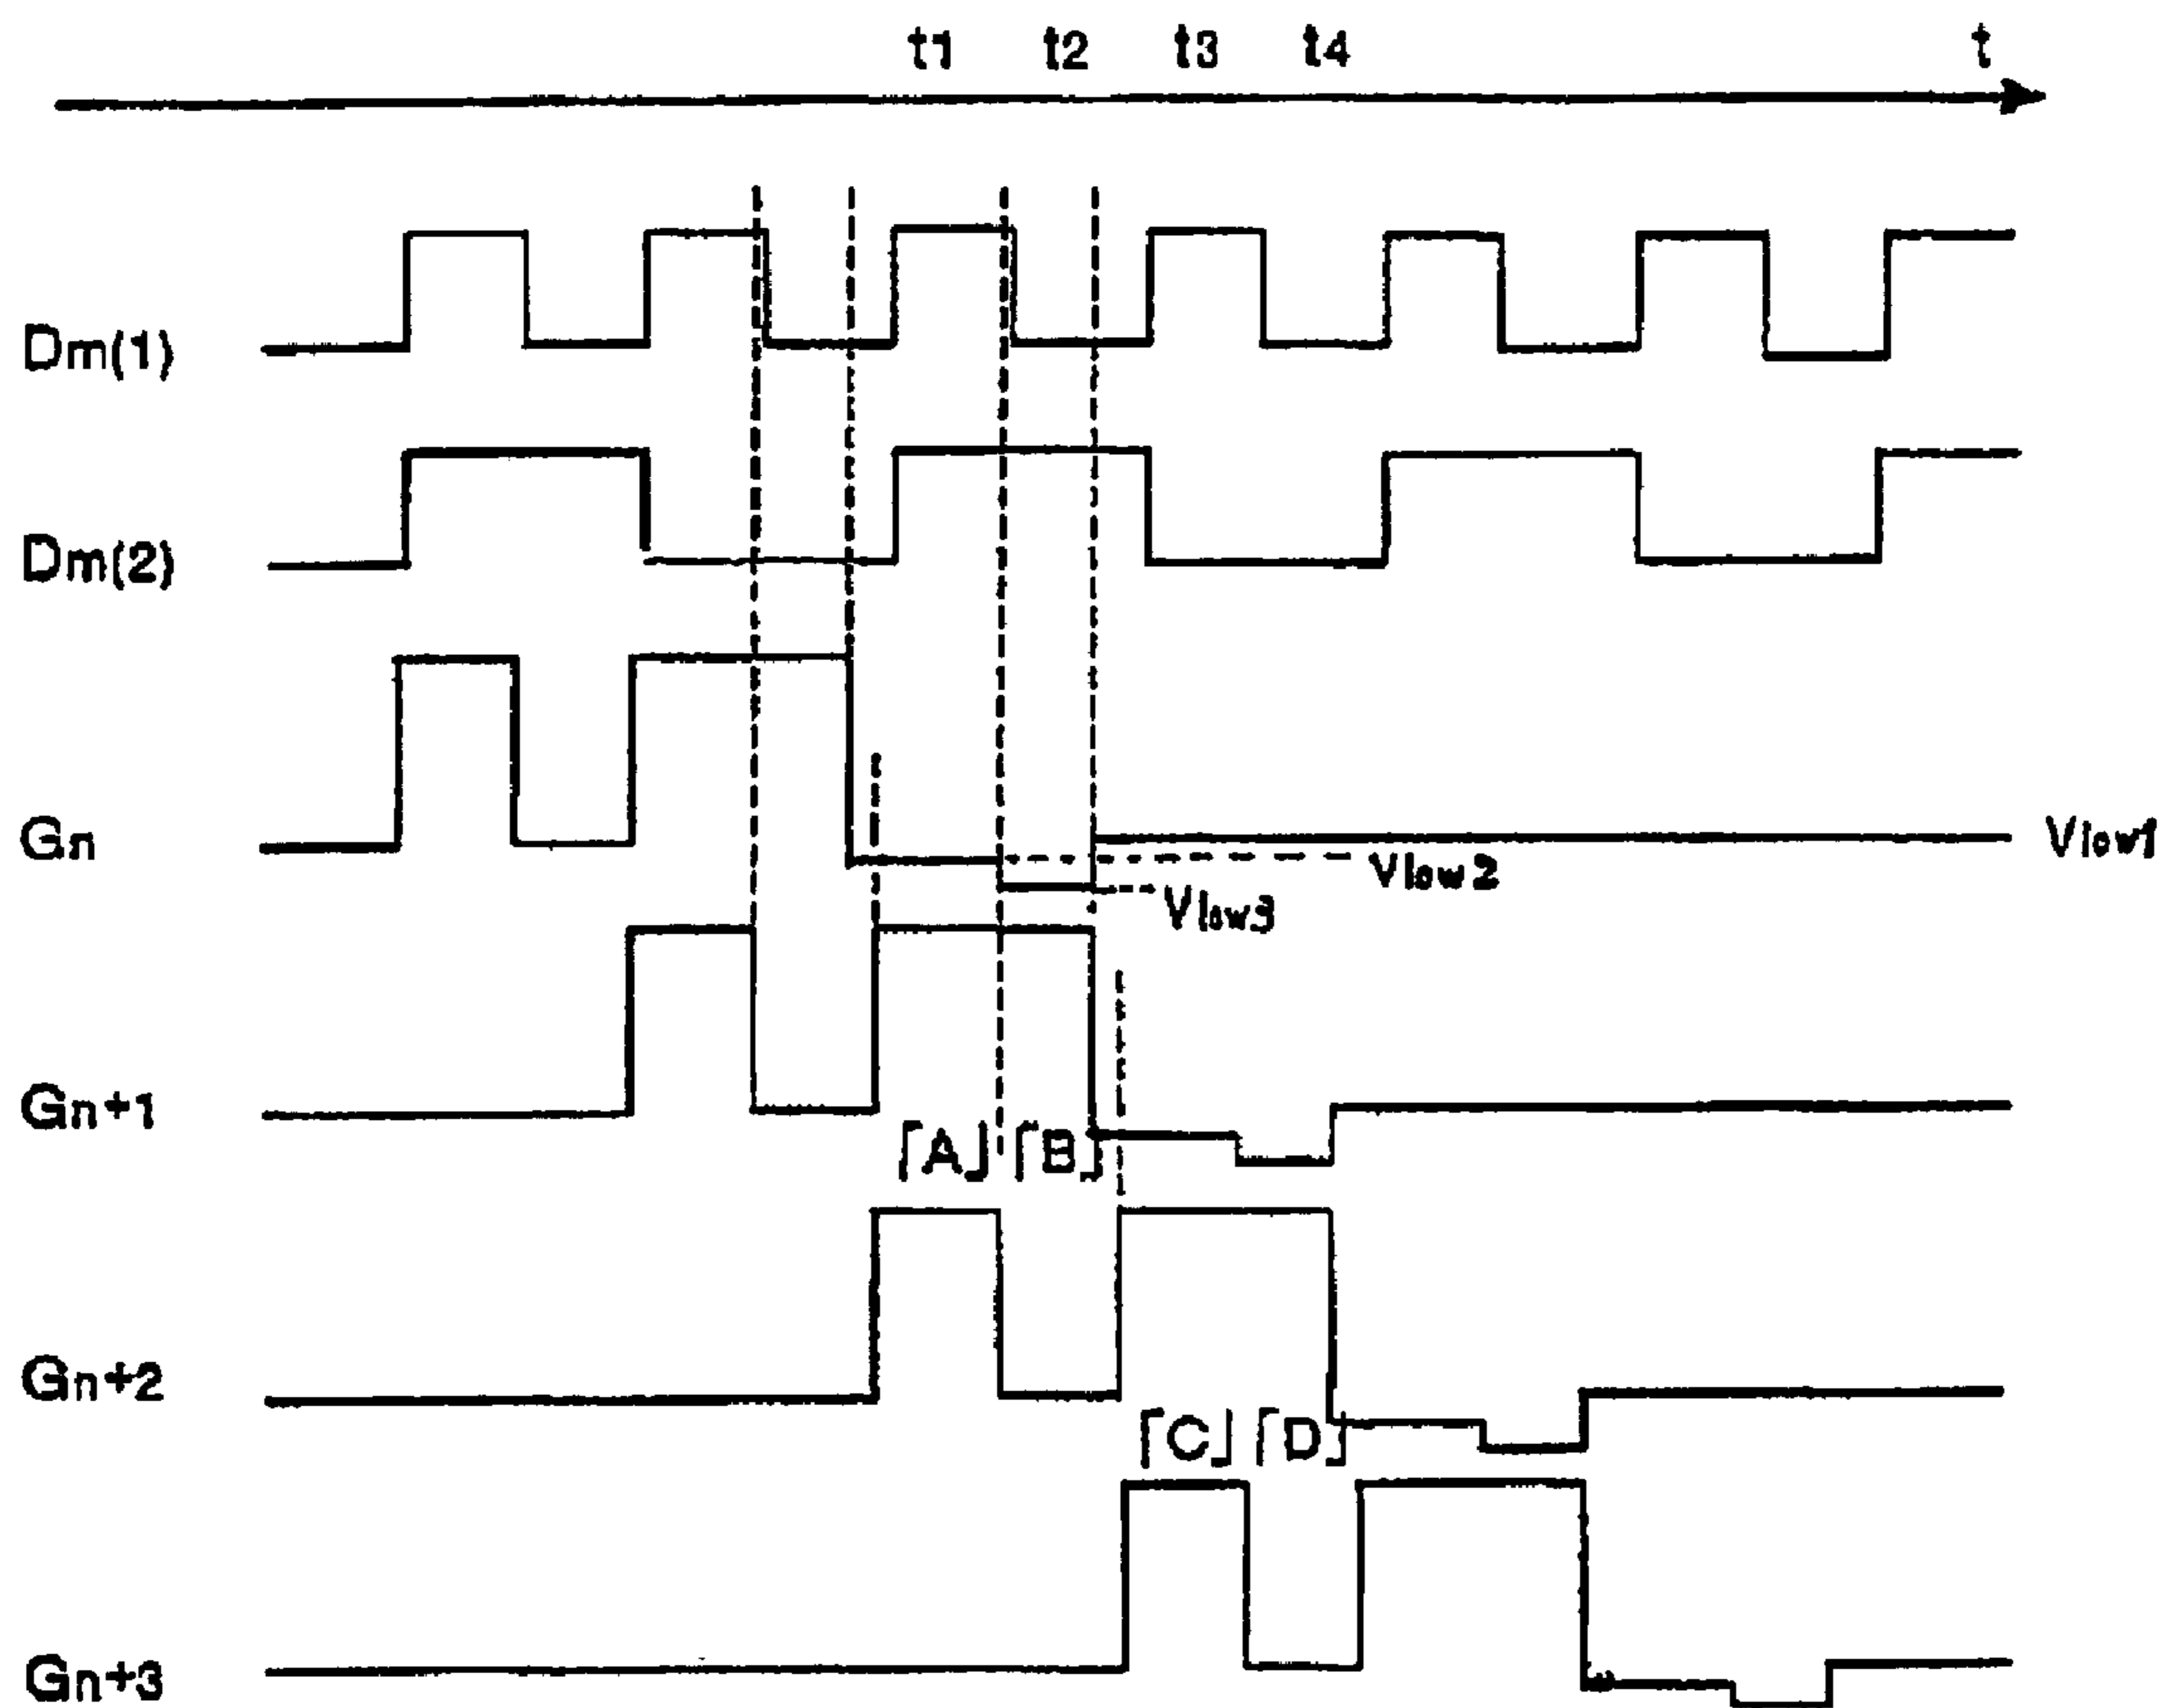 t1 t2 t3 t4 t
Dm(1)
Dm(2)
Gn
Vlow1
Vlow2
Vlow3
Gn+1
「A」「B」
Gn+2
「C」「D」
Gn+3